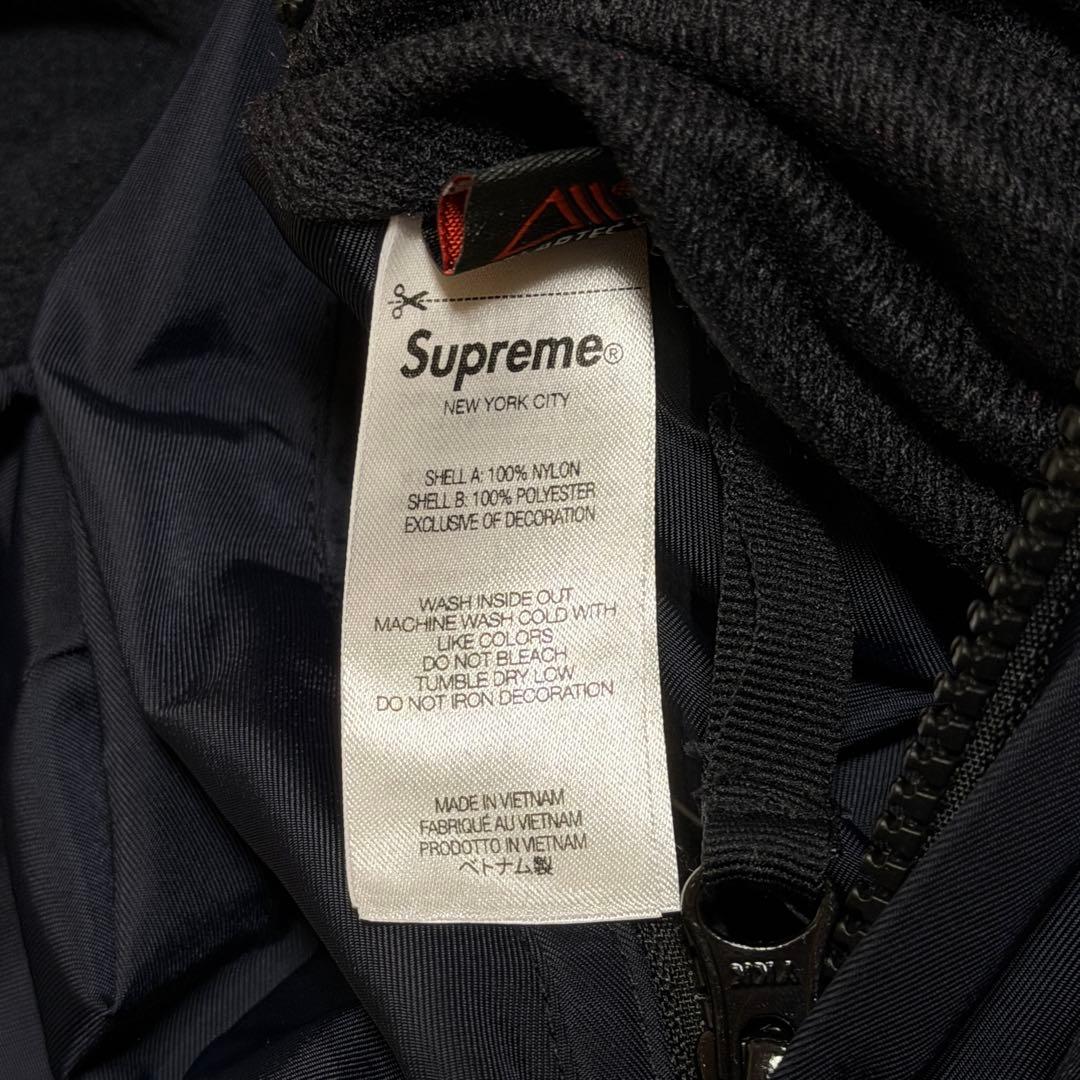 Supreme®
NEW YORK CITY
SHELL A: 100% NYLON
SHELL B: 100% POLYESTER
EXCLUSIVE OF DECORATION
WASH INSIDE OUT
MACHINE WASH COLD WITH
LIKE COLORS
DO NOT BLEACH
TUMBLE DRY LOW
DO NOT IRON DECORATION
MADE IN VIETNAM
FABRIQUÉ AU VIETNAM
PRODOTTO IN VIETNAM
ベトナム製
YKK